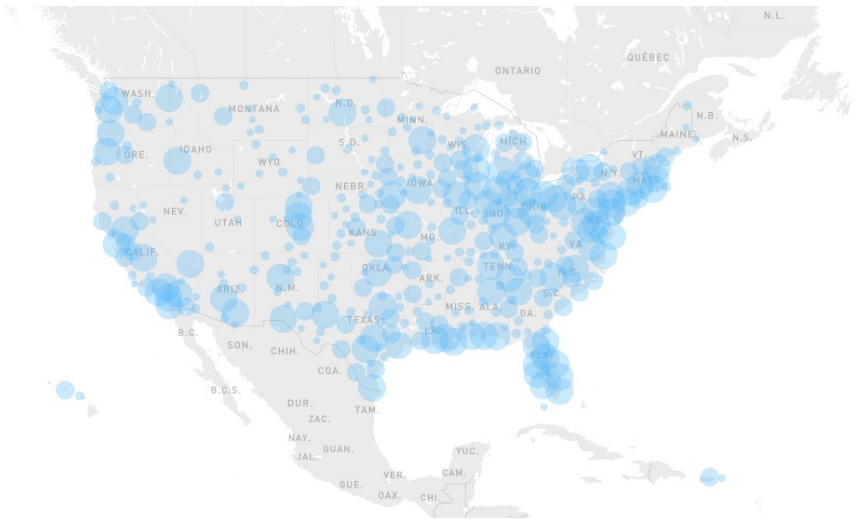 N.L.
QUÉBEC
ONTARIO
WASH.
N.D.
MONTANA
MINN.
N.B.
MAINE
N.S.
ORE.
IDAHO
S.D.
WIS.
MICH.
VT.
WYO.
N.Y.
MASS.
NEBR.
IOWA
PA.
NEV.
UTAH
COLO.
ILL.
IND.
OHIO
MD.
KANS.
MO.
KY.
VA.
CALIF.
OKLA.
ARK.
TENN.
N.C.
ARIZ.
N.M.
S.C.
MISS.
ALA.
GA.
TEXAS
LA.
B.C.
SON.
CHIH.
FLA.
COA.
B.C.S.
DUR.
TAM.
ZAC.
NAY.
GUAN.
JAL.
YUC.
VER.
CAM.
GUE.
OAX.
CHI.